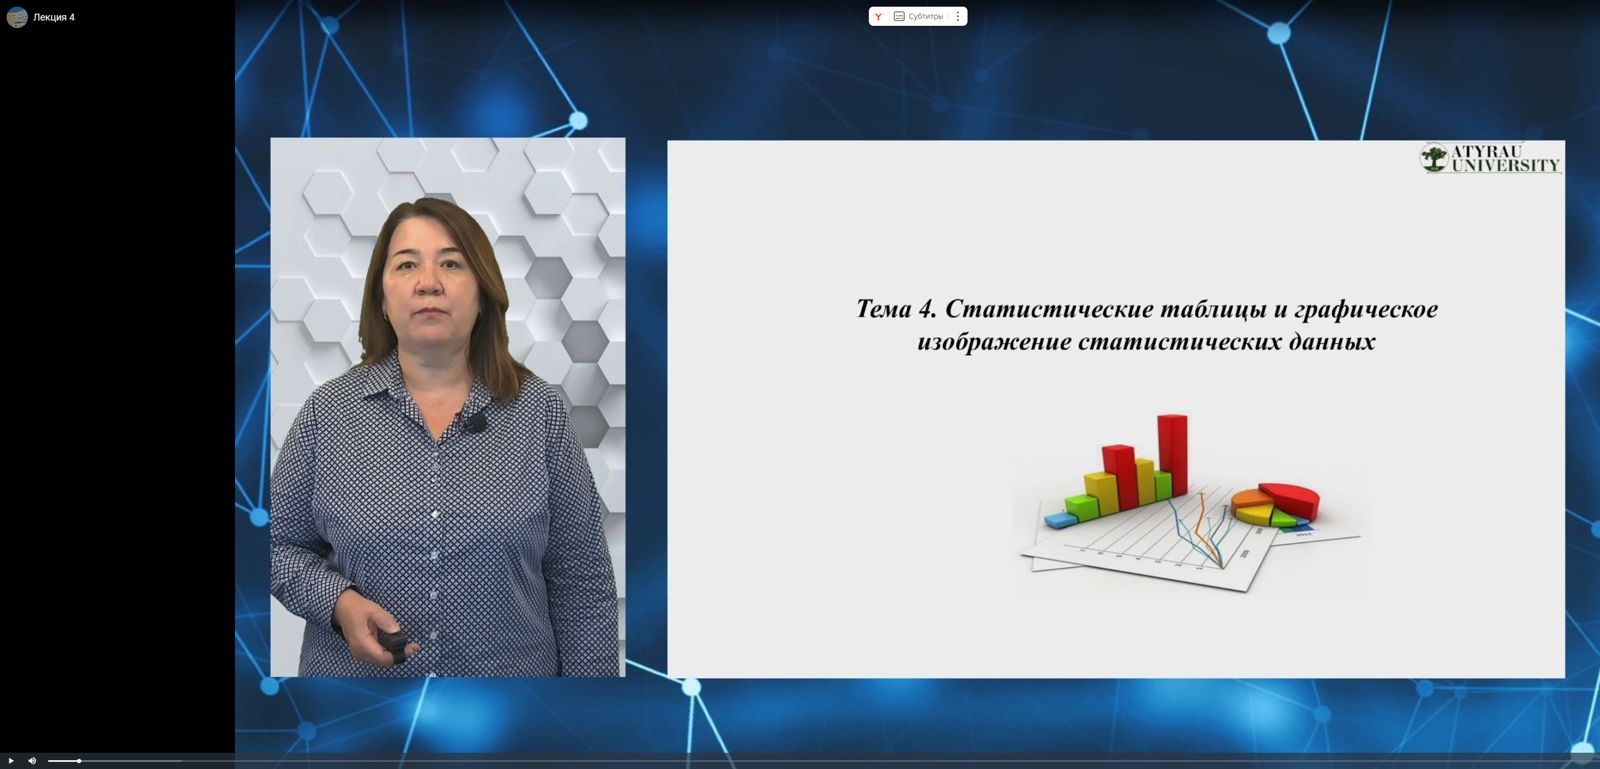 Лекция 4
Субтитры
ATYRAU
UNIVERSITY
Тема 4. Статистические таблицы и графическое
изображение статистических данных